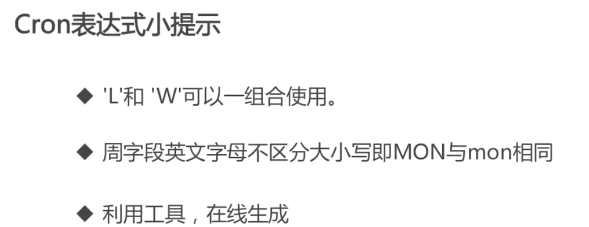 Cron表达式小提示
◆ 'L'和 'W'可以一组合使用。
◆ 周字段英文字母不区分大小写即MON与mon相同
◆ 利用工具，在线生成